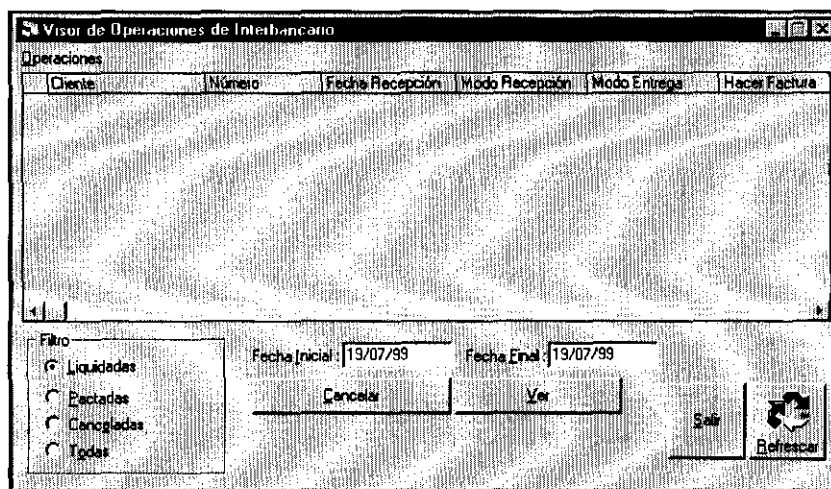 Visor de Operaciones de Interbancario
Operaciones
Cliente Número Fecha Recepción Modo Recepción Modo Entrega Hacer Factura
Filtro
Liquidadas
Pactadas
Canceladas
Todas
Fecha Inicial : 19/07/99 Fecha Final : 19/07/99
Cancelar Ver
Salir
Refrescar